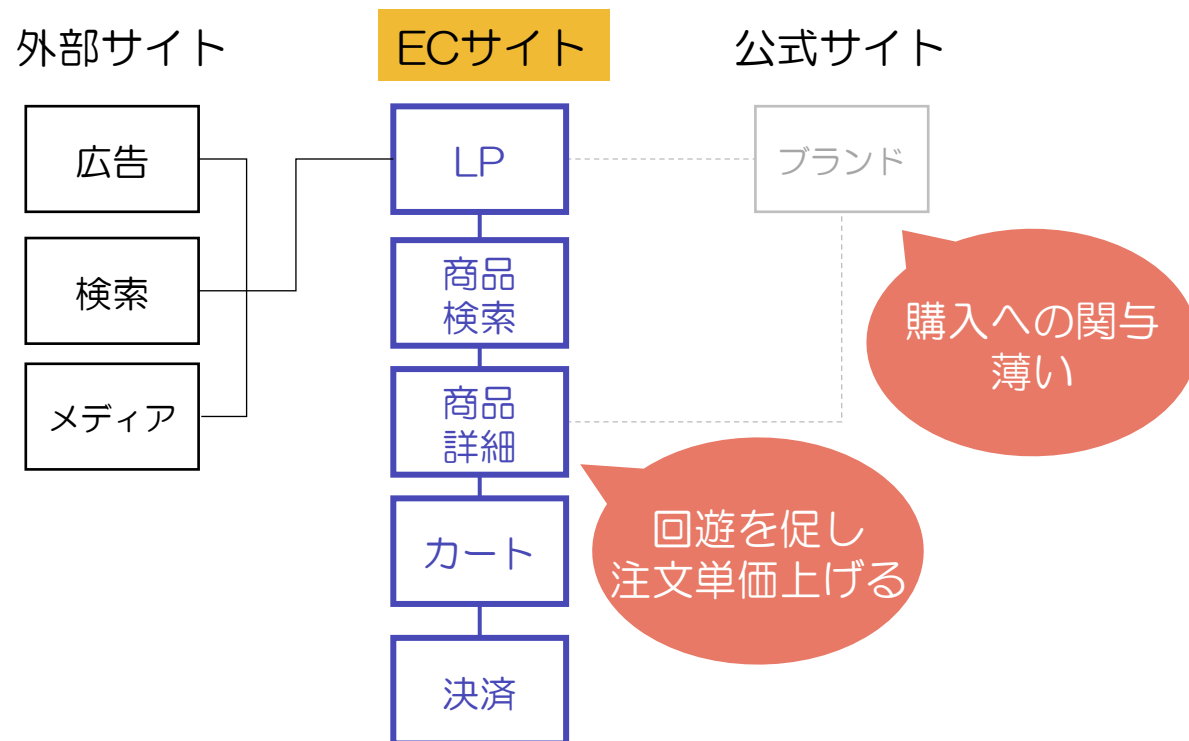 外部サイト
ECサイト
公式サイト
広告
LP
ブランド
検索
商品
検索
購入への関与
薄い
メディア
商品
詳細
カート
回遊を促し
注文単価上げる
決済